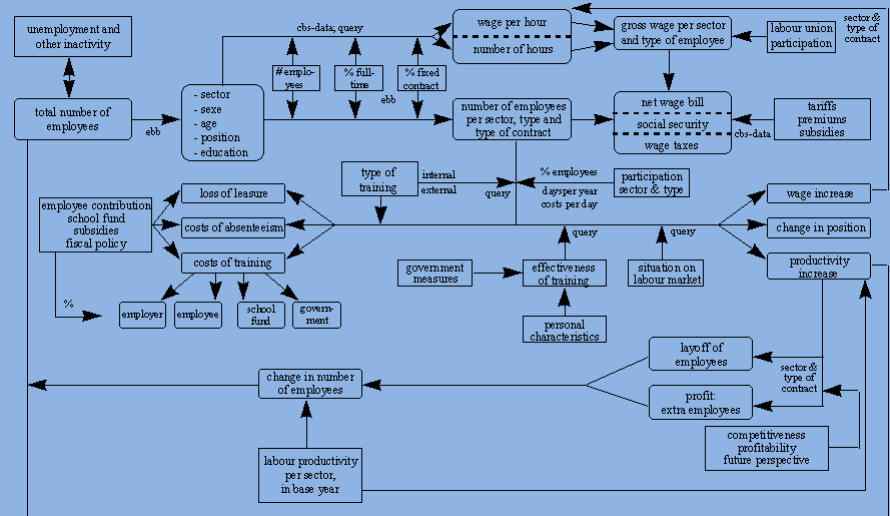 unemployment and
other inactivity
total number of
employees
ebb
- sector
- sexe
- age
- position
- education
cbs-data; query
# emplo-
yees
% full-
time
% fixed
contract
ebb
wage per hour
number of hours
gross wage per sector
and type of employee
labour union
participation
sector &
type of
contract
number of employees
per sector, type and
type of contract
net wage bill
social security
wage taxes
cbs-data
tariffs
premiums
subsidies
type of
training
internal
external
query
% employees
days per year
costs per day
participation
sector & type
employee contribution
school fund
subsidies
fiscal policy
loss of leasure
costs of absenteeism
costs of training
%
employer
employee
school
fund
govern-
ment
wage increase
change in position
productivity
increase
query
query
government
measures
effectiveness
of training
situation on
labour market
personal
characteristics
layoff of
employees
profit:
extra employees
sector &
type of
contract
change in number
of employees
competitiveness
profitability
future perspective
labour productivity
per sector,
in base year